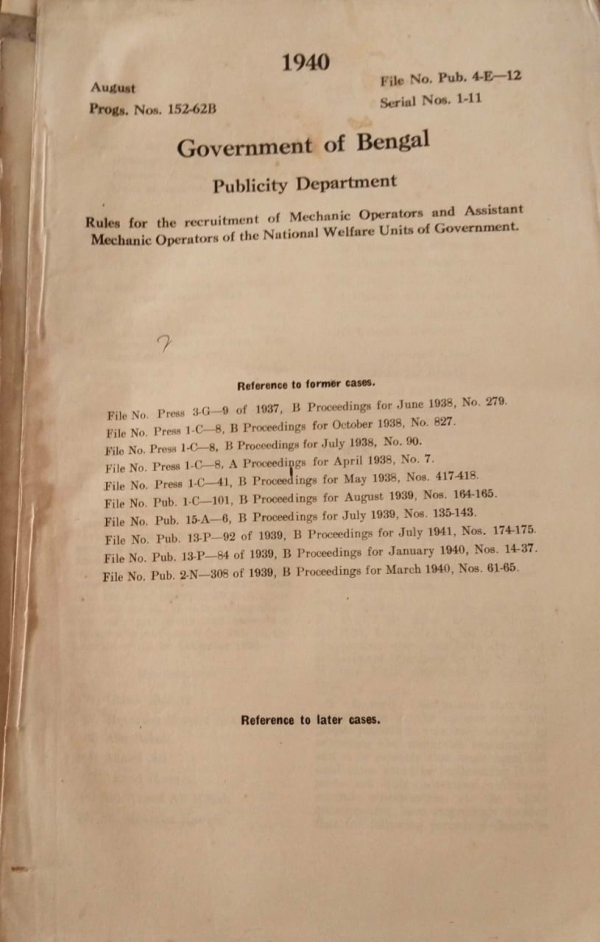 1940
August
File No. Pub. 4-E—12
Progs. Nos. 152-62B
Serial Nos. 1-11
Government of Bengal
Publicity Department
Rules for the recruitment of Mechanic Operators and Assistant
Mechanic Operators of the National Welfare Units of Government.
Reference to former cases.
File No. Press 3-G—9 of 1937, B Proceedings for June 1938, No. 279.
File No. Press 1-C—8, B Proceedings for October 1938, No. 827.
File No. Press 1-C—8, B Proceedings for July 1938, No. 90.
File No. Press 1-C—8, A Proceedings for April 1938, No. 7.
File No. Press 1-C—41, B Proceedings for May 1938, Nos. 417-418.
File No. Pub. 1-C—101, B Proceedings for August 1939, Nos. 164-165.
File No. Pub. 15-A—6, B Proceedings for July 1939, Nos. 135-143.
File No. Pub. 13-P—92 of 1939, B Proceedings for July 1941, Nos. 174-175.
File No. Pub. 13-P—84 of 1939, B Proceedings for January 1940, Nos. 14-37.
File No. Pub. 2-N—308 of 1939, B Proceedings for March 1940, Nos. 61-65.
Reference to later cases.